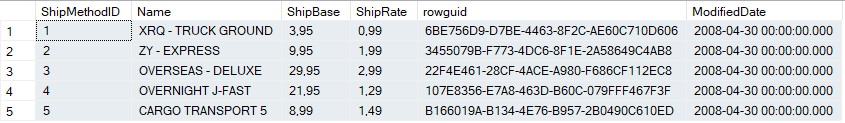 ShipMethodID Name ShipBase ShipRate rowguid ModifiedDate
1 1 XRQ - TRUCK GROUND 3,95 0,99 6BE756D9-D7BE-4463-8F2C-AE60C710D606 2008-04-30 00:00:00.000
2 2 ZY - EXPRESS 9,95 1,99 3455079B-F773-4DC6-8F1E-2A58649C4AB8 2008-04-30 00:00:00.000
3 3 OVERSEAS - DELUXE 29,95 2,99 22F4E461-28CF-4ACE-A980-F686CF112EC8 2008-04-30 00:00:00.000
4 4 OVERNIGHT J-FAST 21,95 1,29 107E8356-E7A8-463D-B60C-079FFF467F3F 2008-04-30 00:00:00.000
5 5 CARGO TRANSPORT 5 8,99 1,49 B166019A-B134-4E76-B957-2B0490C610ED 2008-04-30 00:00:00.000